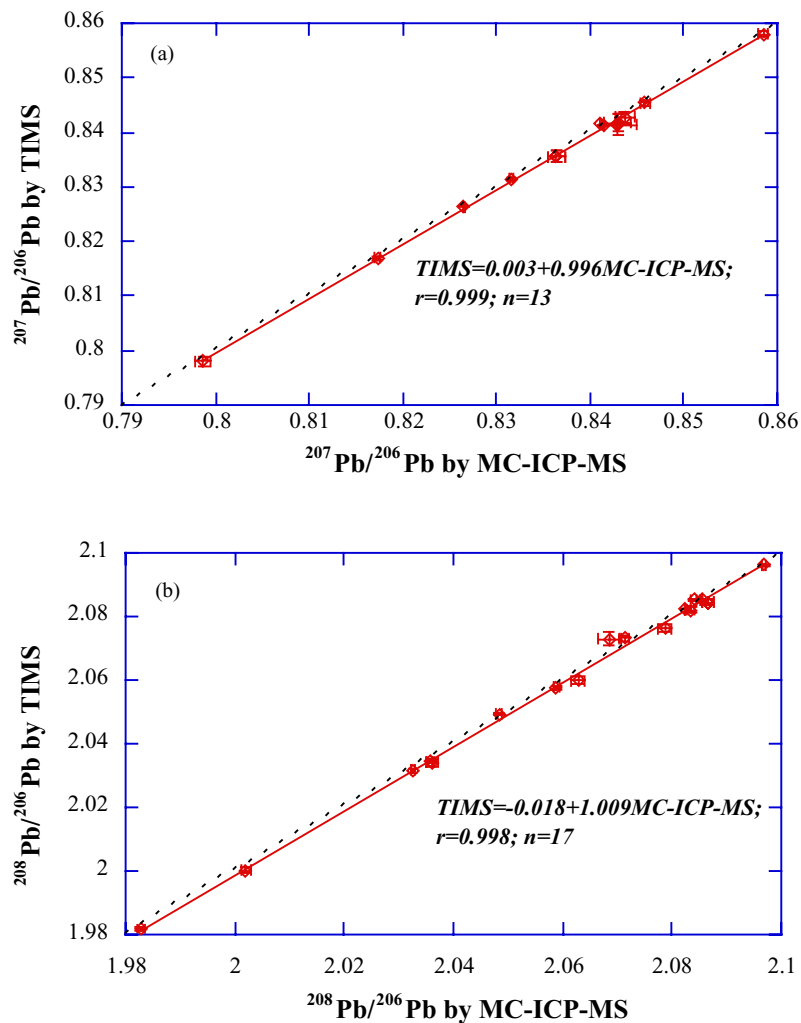 0.86
(a)
0.85
0.84
0.83
0.82
0.81
0.8
0.79
²⁰⁷Pb/²⁰⁶Pb by TIMS
TIMS=0.003+0.996MC-ICP-MS;
r=0.999; n=13
0.79 0.8 0.81 0.82 0.83 0.84 0.85 0.86
²⁰⁷Pb/²⁰⁶Pb by MC-ICP-MS
2.1
(b)
2.08
2.06
2.04
2.02
2
1.98
²⁰⁸Pb/²⁰⁶Pb by TIMS
TIMS=-0.018+1.009MC-ICP-MS;
r=0.998; n=17
1.98 2 2.02 2.04 2.06 2.08 2.1
²⁰⁸Pb/²⁰⁶Pb by MC-ICP-MS